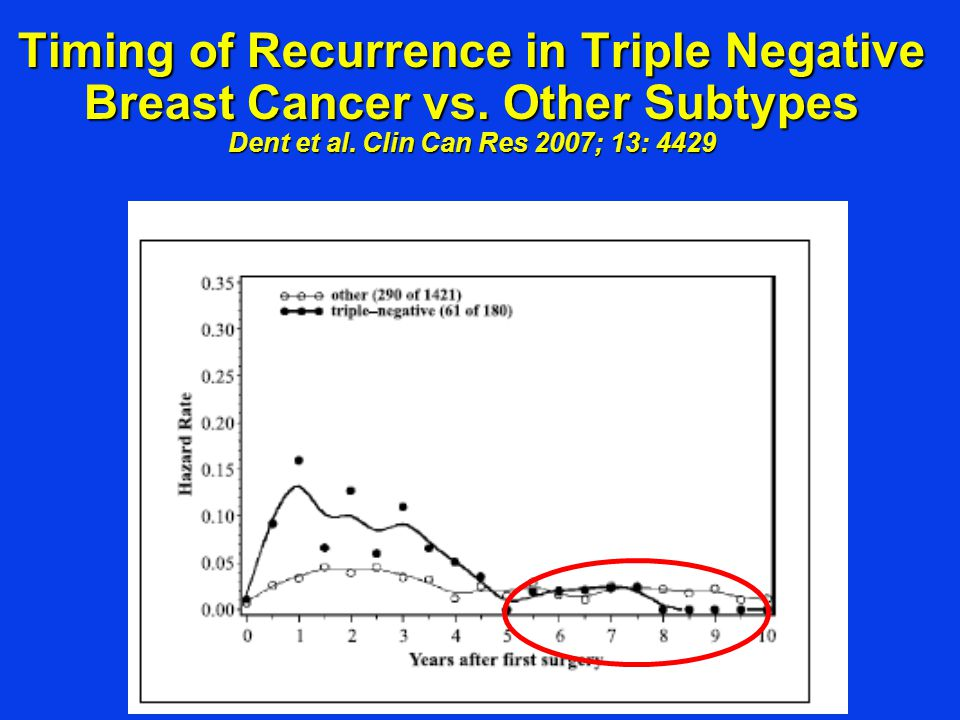 Timing of Recurrence in Triple Negative
Breast Cancer vs. Other Subtypes
Dent et al. Clin Can Res 2007; 13: 4429
0.35
other (290 of 1421)
triple–negative (61 of 180)
0.30
0.25
0.20
0.15
0.10
0.05
0.00
Hazard Rate
0 1 2 3 4 5 6 7 8 9 10
Years after first surgery